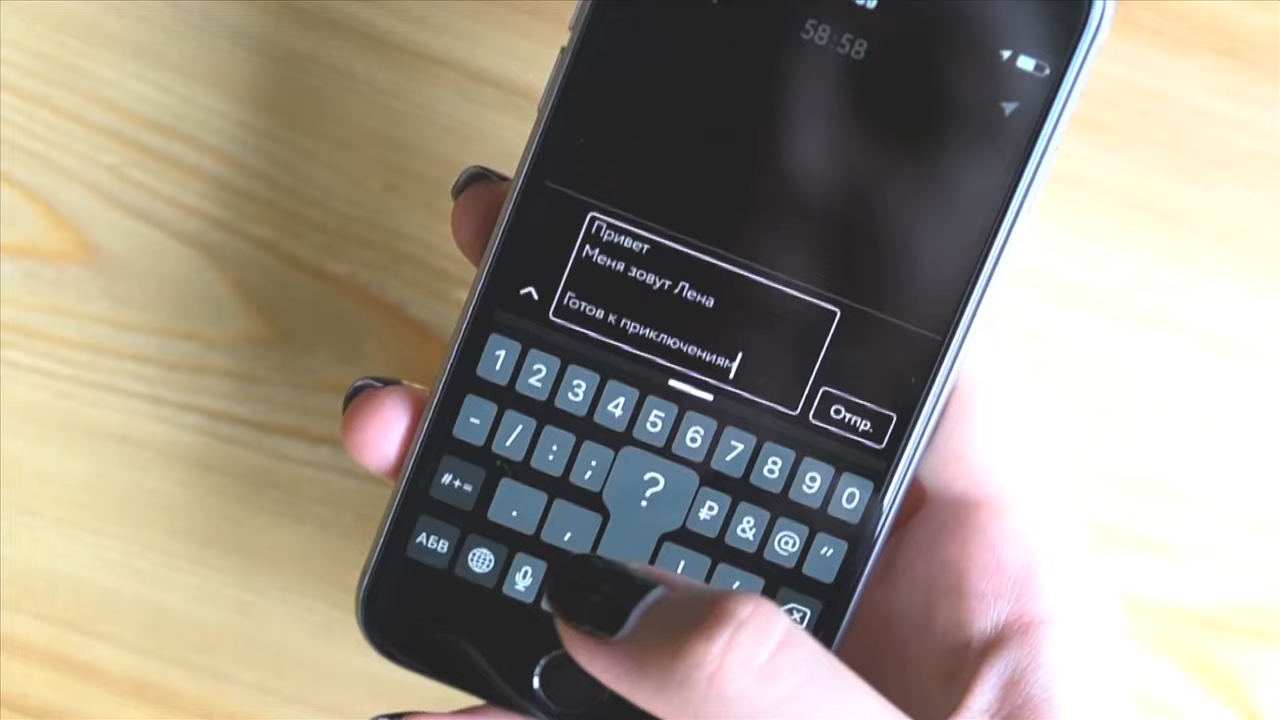 58:58
Привет
Меня зовут Лена
Готов к приключениям
Отпр.
1 2 3 4 5 6 7 8 9 0
- / : ; ₽ & @ "
?
#+= . ,
АБВ